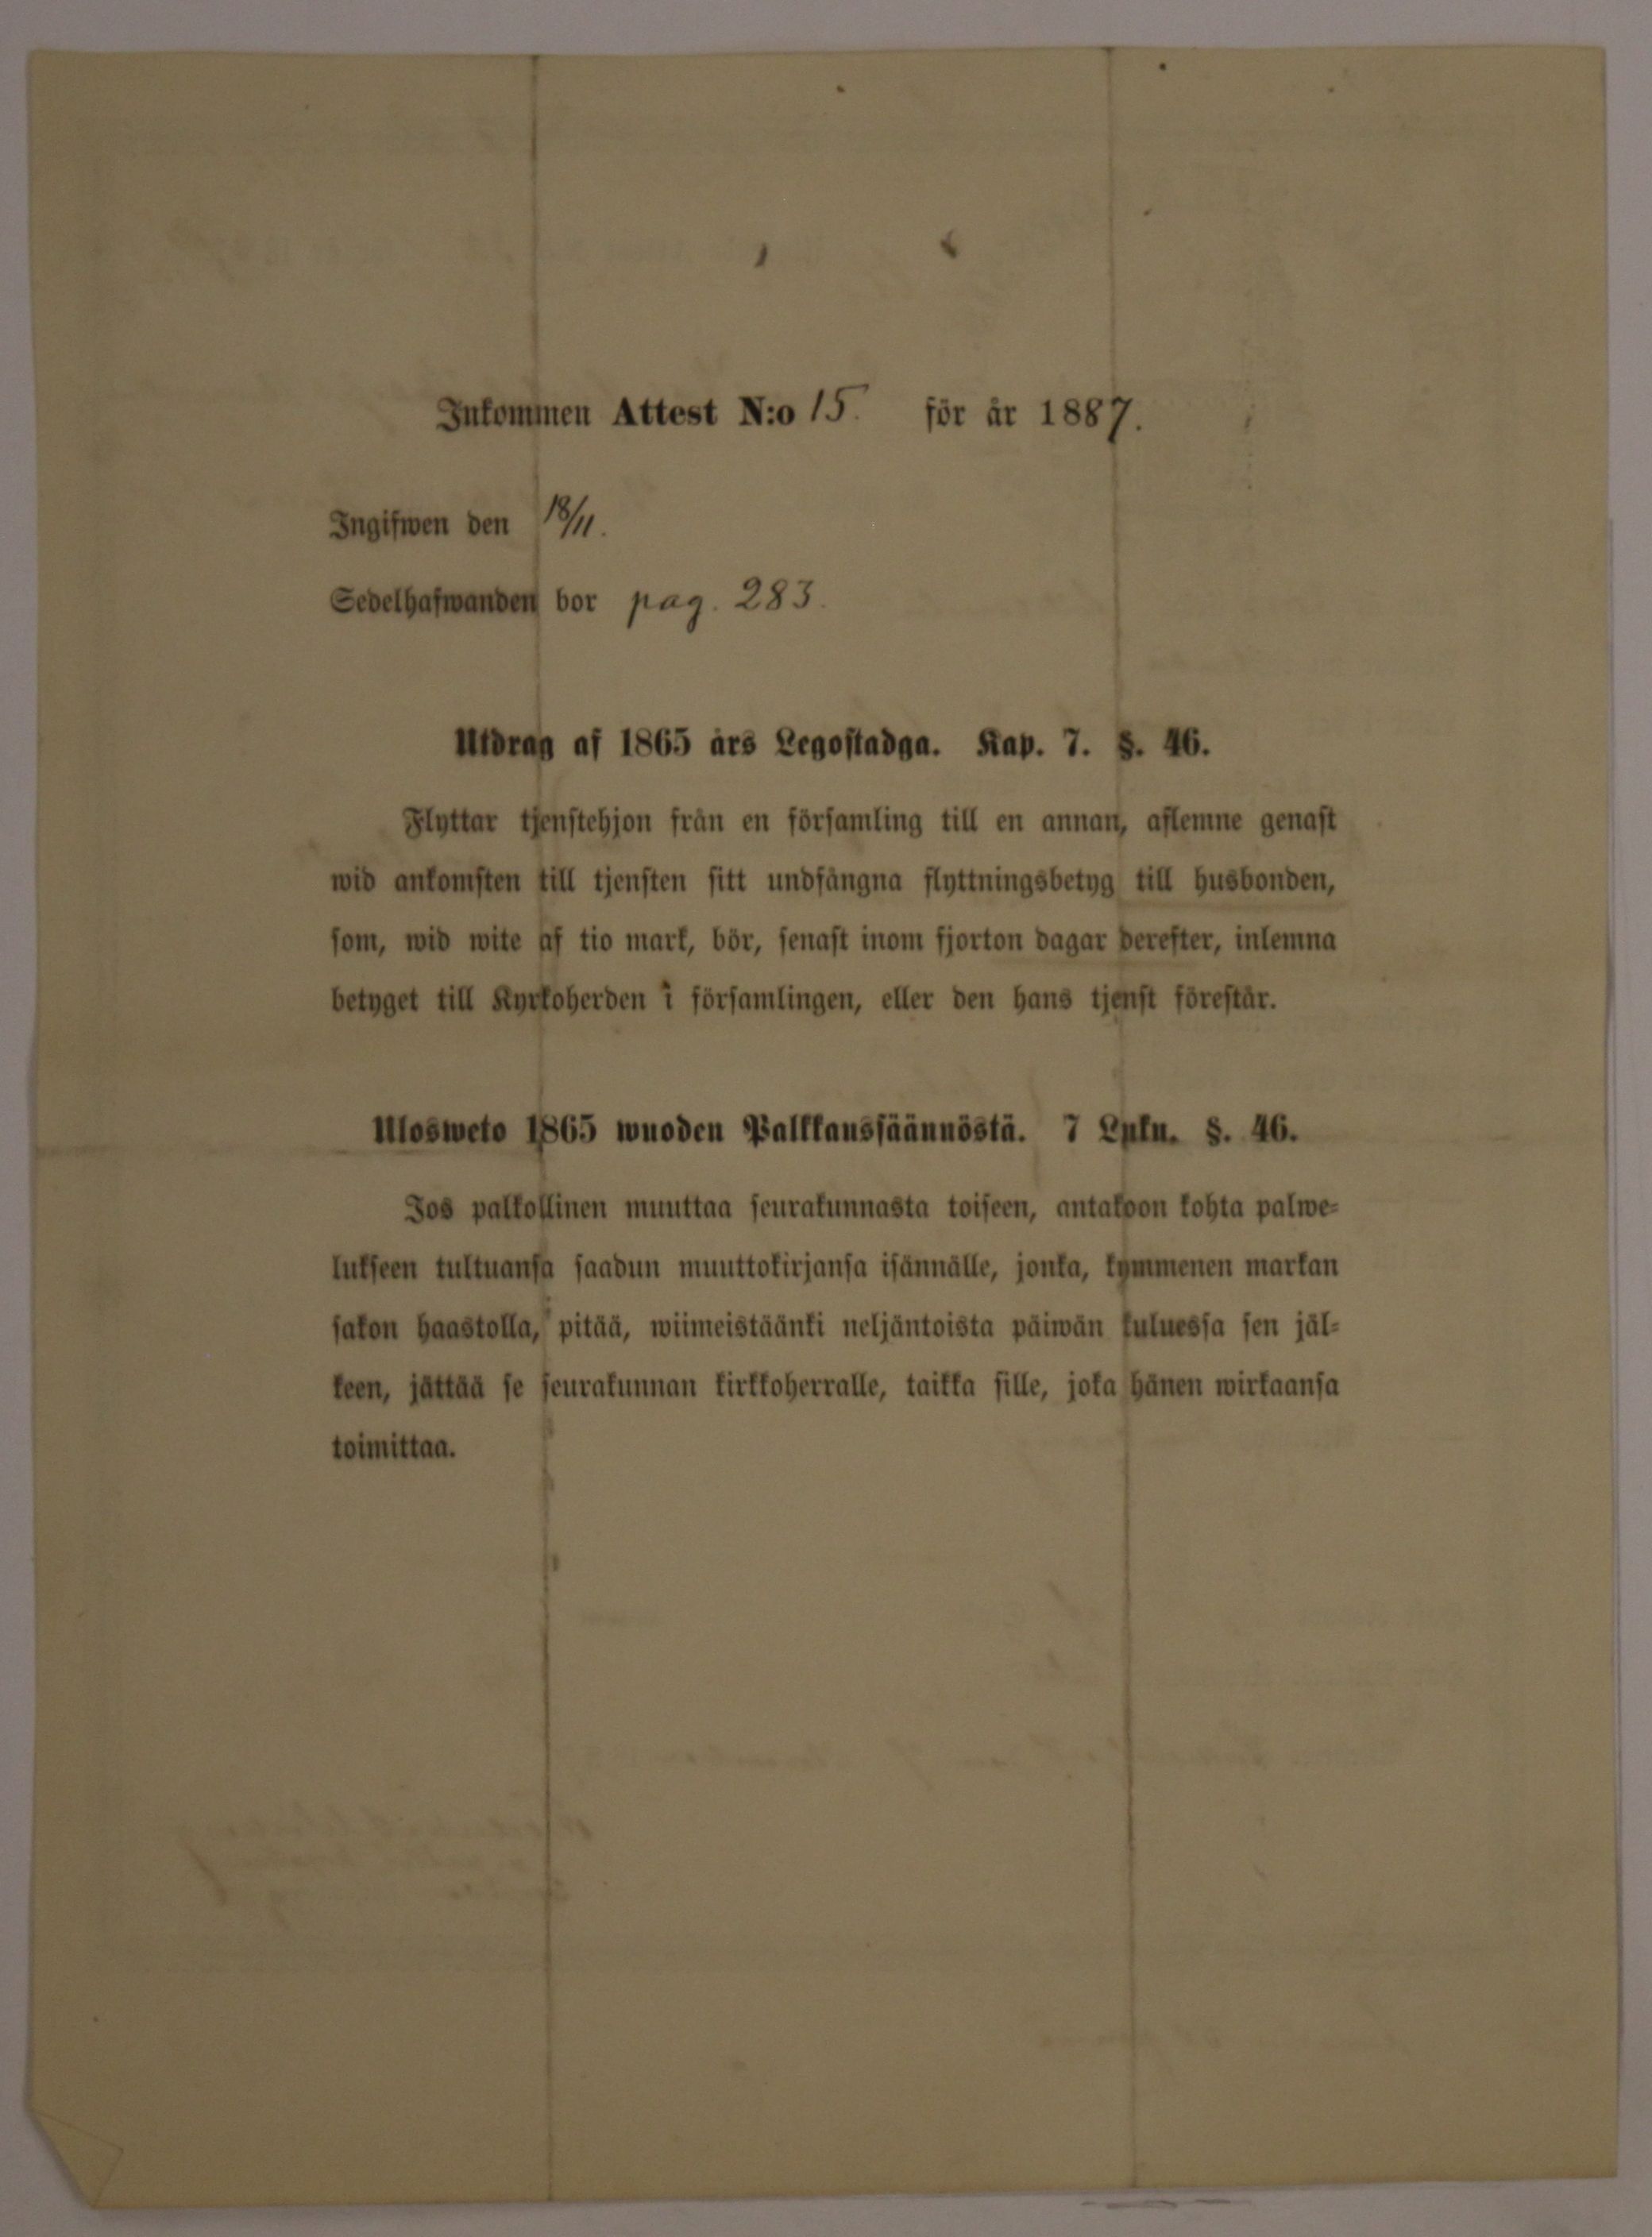 Inkommen Attest N:o 15. för år 1887.
Ingifwen den 18/11.
Sedelhafwanden bor pag. 283.
Utdrag af 1865 års Legostadga. Kap. 7. §. 46.
Flyttar tjenstehjon från en församling till en annan, aflemne genast
wid ankomsten till tjensten sitt undfångna flyttningsbetyg till husbonden,
som, wid wite af tio mark, bör, senast inom fjorton dagar derefter, inlemna
betyget till Kyrkoherden i församlingen, eller den hans tjenst förestår.
Ulosweto 1865 wuoden Palkkaussäännöstä. 7 Luku. §. 46.
Jos palkollinen muuttaa seurakunnasta toiseen, antakoon kohta palwe-
lukseen tultuansa saadun muuttokirjansa isännälle, jonka, kymmenen markan
sakon haastolla, pitää, wiimeistäänki neljäntoista päiwän kuluessa sen jäl-
keen, jättää se seurakunnan kirkkoherralle, taikka sille, joka hänen wirkaansa
toimittaa.